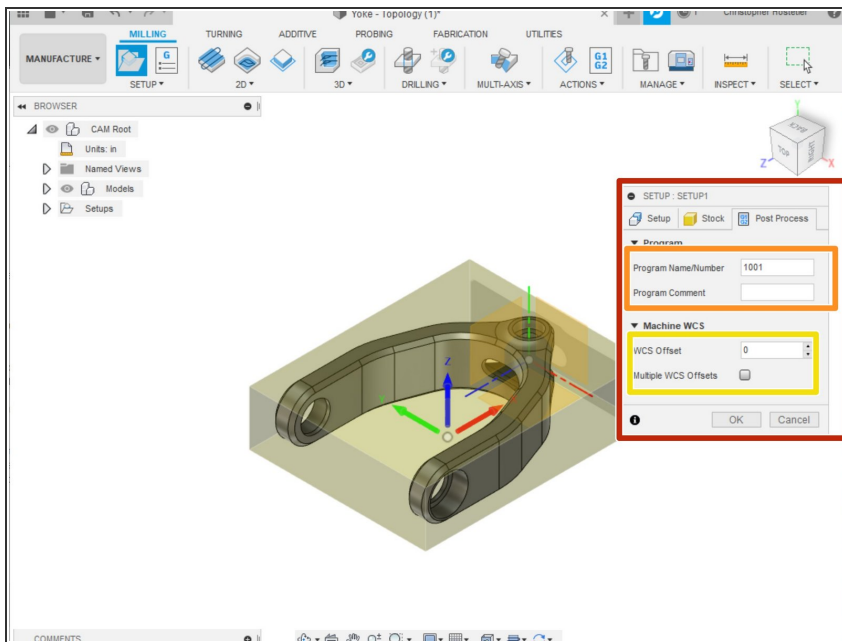 Yoke - Topology (1)*
Christopher Hostetler
MILLING TURNING ADDITIVE PROBING FABRICATION UTILITIES
MANUFACTURE
G
G1
G2
SETUP 2D 3D DRILLING MULTI-AXIS ACTIONS MANAGE INSPECT SELECT
BROWSER
CAM Root
Units: in
Named Views
Models
Setups
Y
BACK
TOP
Z
X
SETUP : SETUP1
Setup Stock Post Process
Program
Program Name/Number 1001
Program Comment
Machine WCS
WCS Offset 0
Multiple WCS Offsets
OK Cancel
Z
COMMENTS